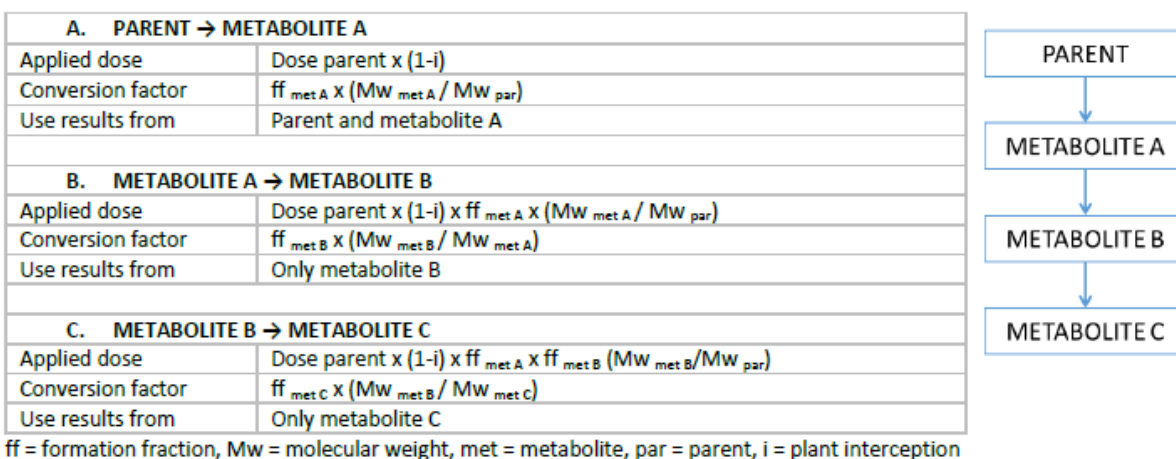 A. PARENT → METABOLITE A
Applied dose Dose parent x (1-i)
Conversion factor ff met A x (Mw met A / Mw par)
Use results from Parent and metabolite A
B. METABOLITE A → METABOLITE B
Applied dose Dose parent x (1-i) x ff met A x (Mw met A / Mw par)
Conversion factor ff met B x (Mw met B / Mw met A)
Use results from Only metabolite B
C. METABOLITE B → METABOLITE C
Applied dose Dose parent x (1-i) x ff met A x ff met B (Mw met B/Mw par)
Conversion factor ff met C x (Mw met B / Mw met C)
Use results from Only metabolite C
ff = formation fraction, Mw = molecular weight, met = metabolite, par = parent, i = plant interception
PARENT
METABOLITE A
METABOLITE B
METABOLITE C